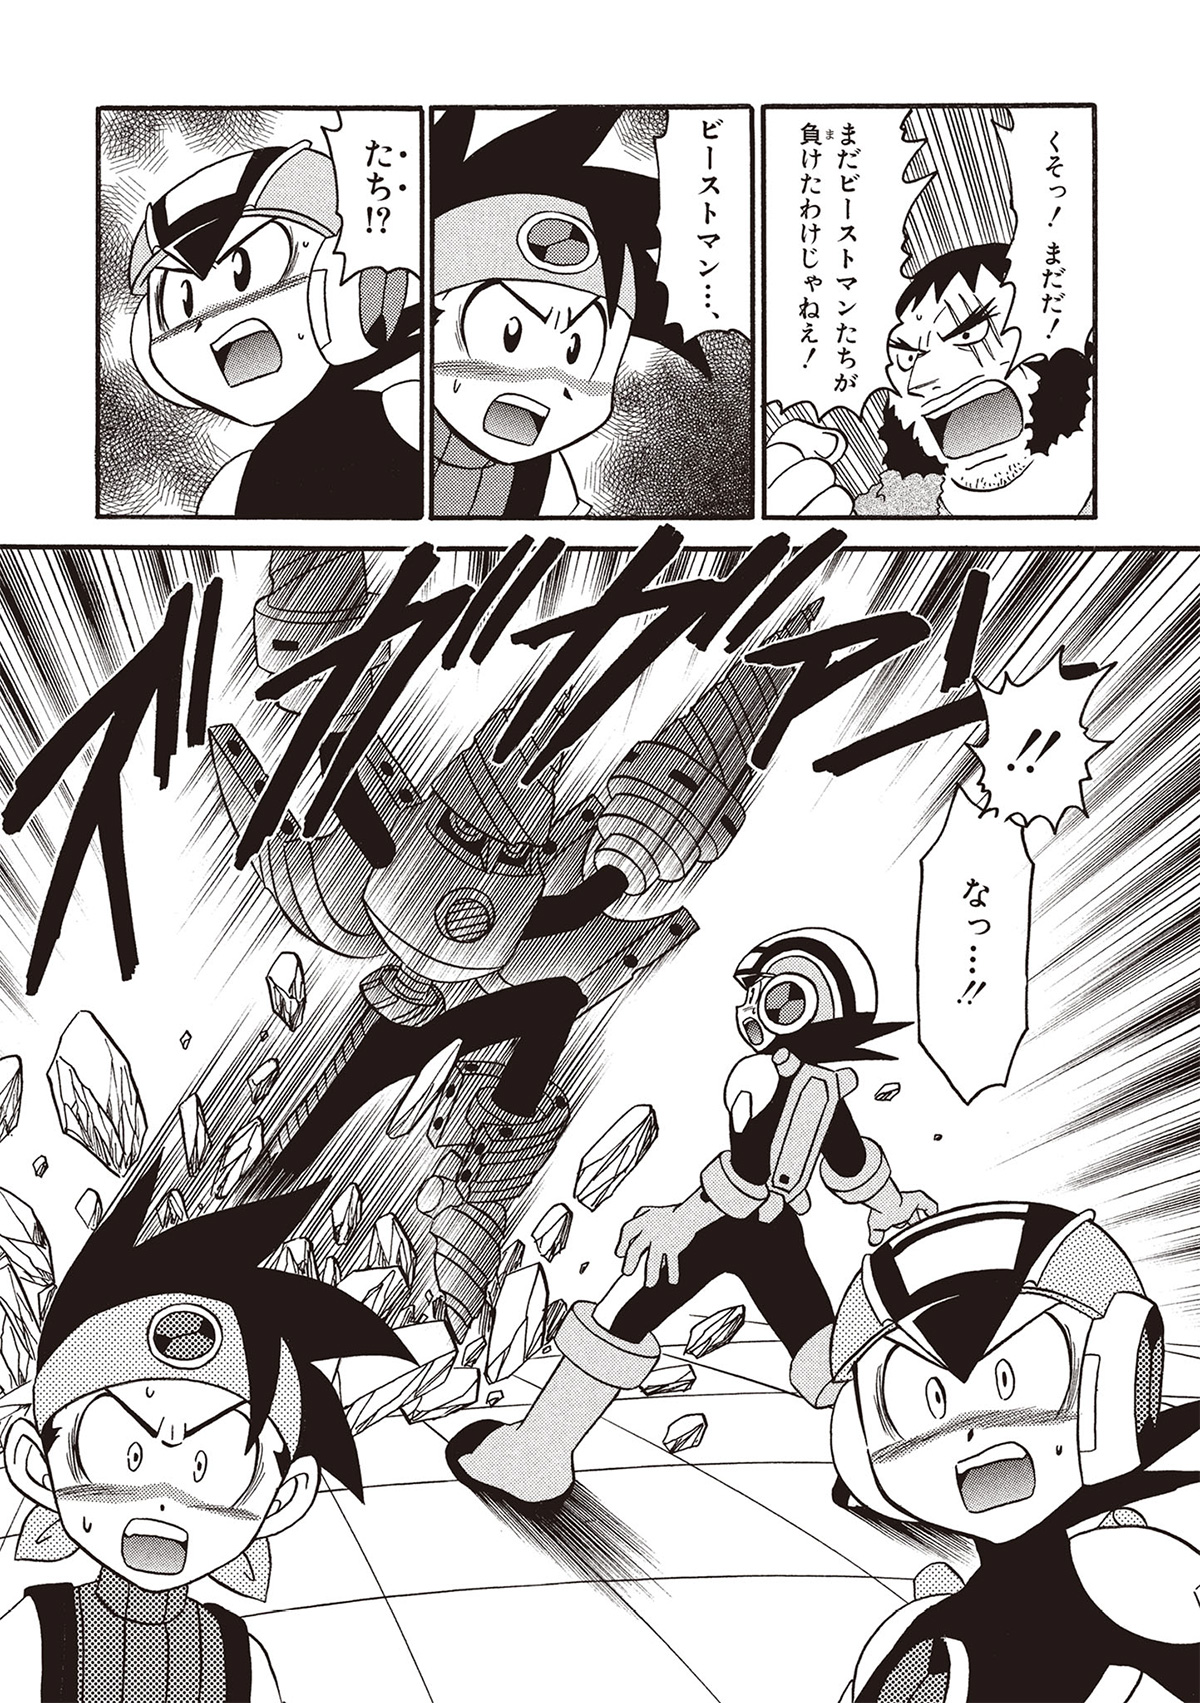 くそっ！まだだ！
まだビーストマンたちが
負けたわけじゃねえ！
ま
ビーストマン…、
たち!?
ズガガァー
!!
なっ…!!